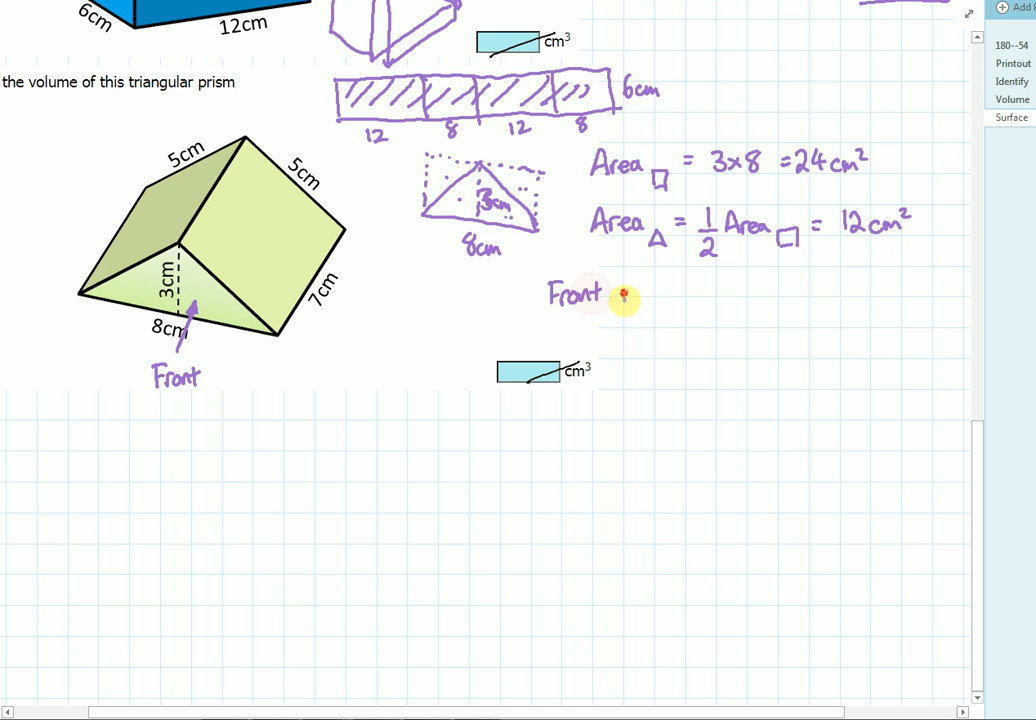 6cm
12cm
cm³
the volume of this triangular prism
6cm
12 8 12 8
5cm
5cm
3cm
8cm
7cm
Front
3cm
8cm
Area□ = 3×8 = 24cm²
Area△ = 1/2 Area□ = 12cm²
Front
cm³
Add P
180--54
Printout
Identify
Volume
Surface